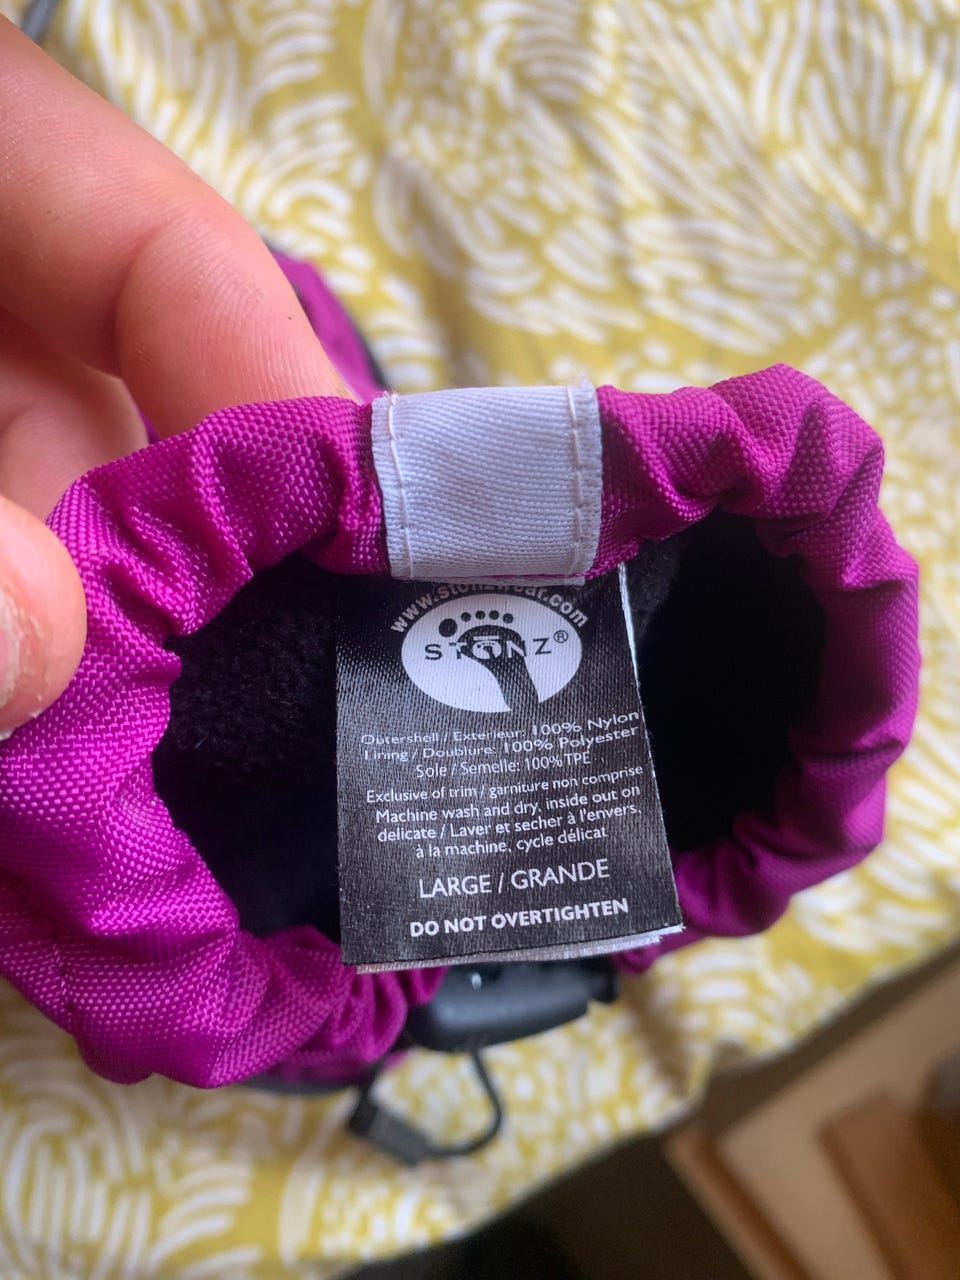 www.stonzwear.com
STONZ®
Outershell / Exterieur: 100% Nylon
Lining / Doublure: 100% Polyester
Sole / Semelle: 100% TPE
Exclusive of trim / garniture non comprise
Machine wash and dry, inside out on
delicate / Laver et secher à l'envers,
à la machine, cycle délicat
LARGE / GRANDE
DO NOT OVERTIGHTEN